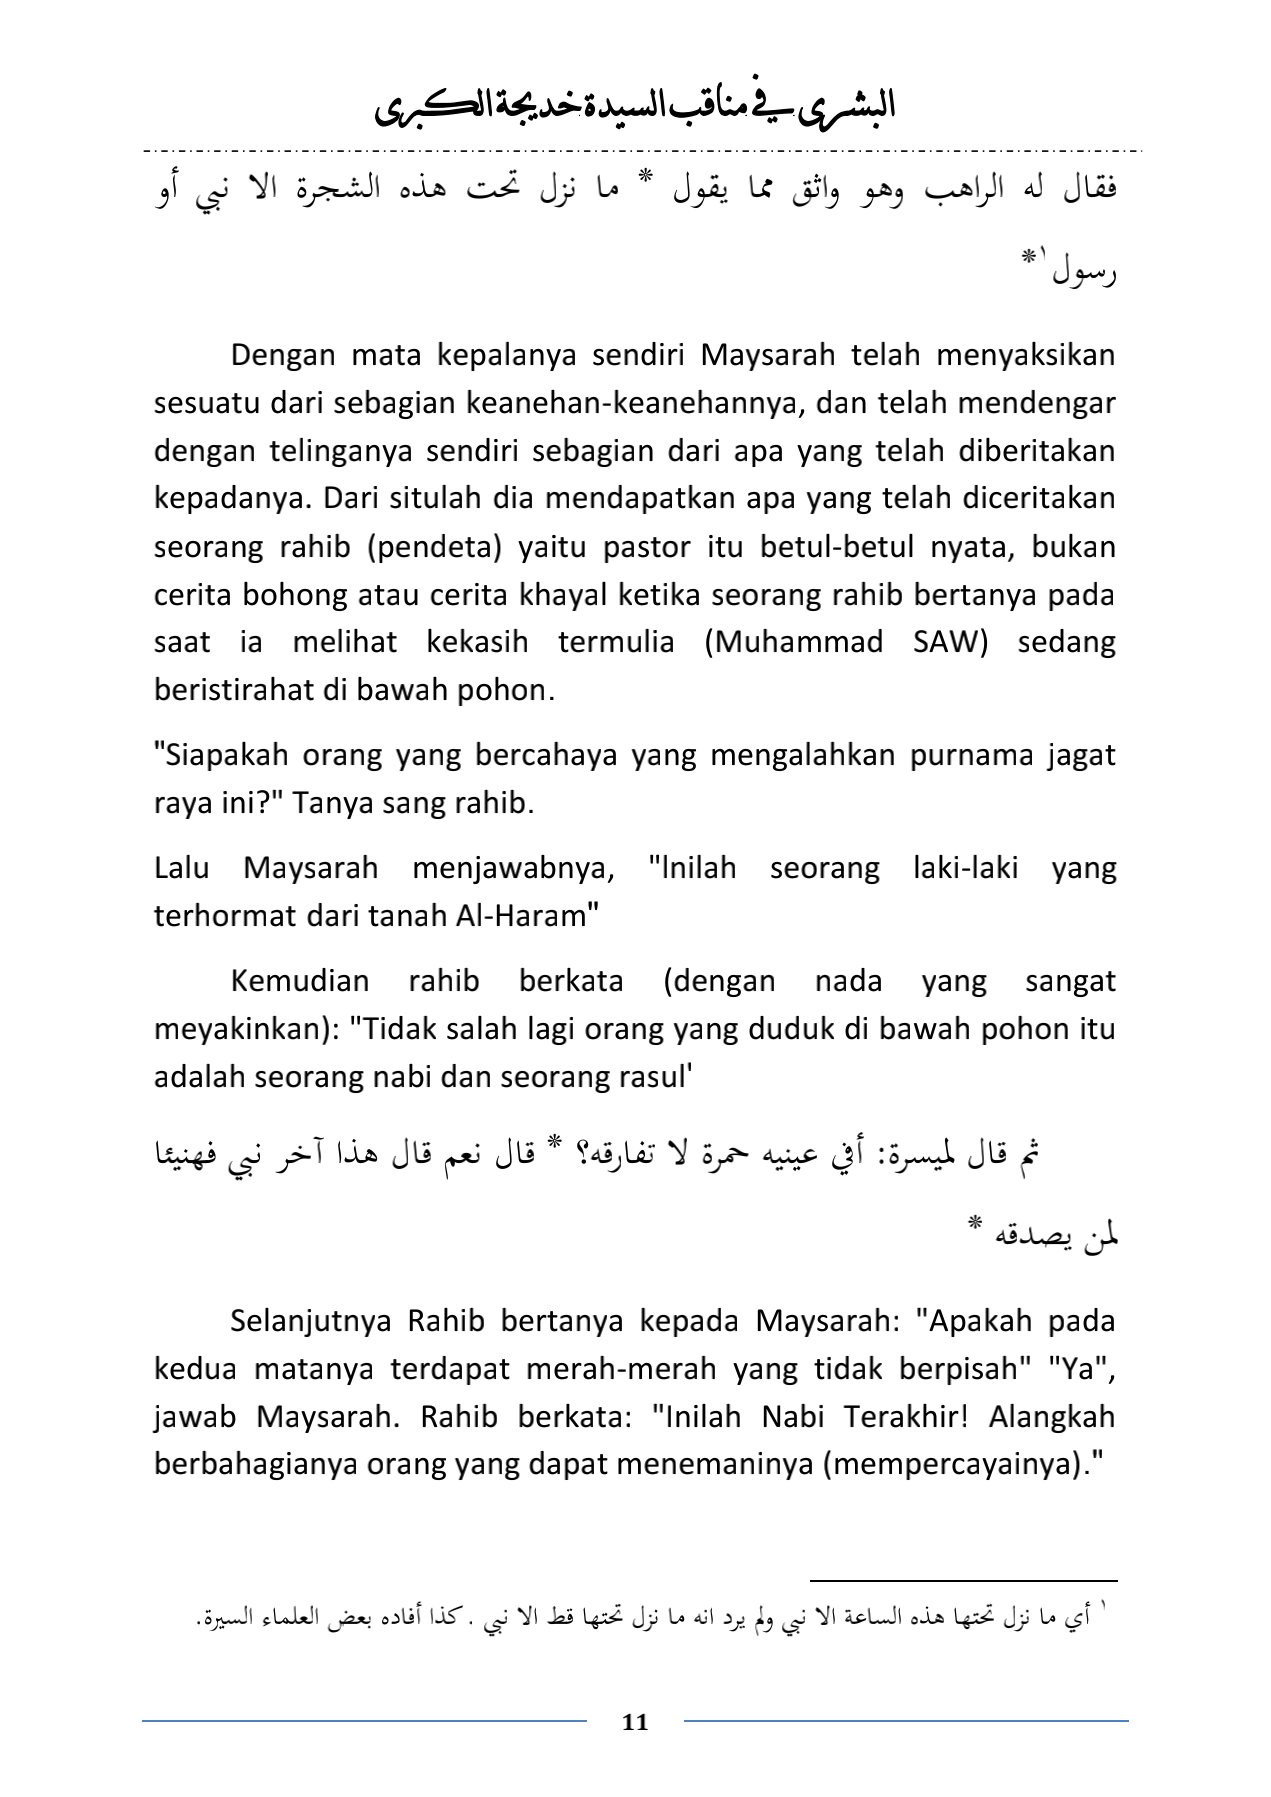 البشرى في مناقب السيدة خديجة الكبرى
فقال له الراهب وهو واثق مما يقول * ما نزل تحت هذه الشجرة الا نبي أو
رسول١*
Dengan mata kepalanya sendiri Maysarah telah menyaksikan
sesuatu dari sebagian keanehan-keanehannya, dan telah mendengar
dengan telinganya sendiri sebagian dari apa yang telah diberitakan
kepadanya. Dari situlah dia mendapatkan apa yang telah diceritakan
seorang rahib (pendeta) yaitu pastor itu betul-betul nyata, bukan
cerita bohong atau cerita khayal ketika seorang rahib bertanya pada
saat ia melihat kekasih termulia (Muhammad SAW) sedang
beristirahat di bawah pohon.
"Siapakah orang yang bercahaya yang mengalahkan purnama jagat
raya ini?" Tanya sang rahib.
Lalu Maysarah menjawabnya, "lnilah seorang laki-laki yang
terhormat dari tanah Al-Haram"
Kemudian rahib berkata (dengan nada yang sangat
meyakinkan): "Tidak salah lagi orang yang duduk di bawah pohon itu
adalah seorang nabi dan seorang rasul'
ثم قال لميسرة: أفي عينيه حمرة لا تفارقه؟ * قال نعم قال هذا آخر نبي فهنيئا
لمن يصدقه *
Selanjutnya Rahib bertanya kepada Maysarah: "Apakah pada
kedua matanya terdapat merah-merah yang tidak berpisah" "Ya",
jawab Maysarah. Rahib berkata: "Inilah Nabi Terakhir! Alangkah
berbahagianya orang yang dapat menemaninya (mempercayainya)."
١ أي ما نزل تحتها هذه الساعة الا نبي ولم يرد انه ما نزل تحتها قط الا نبي . كذا أفاده بعض العلماء السيرة.
11